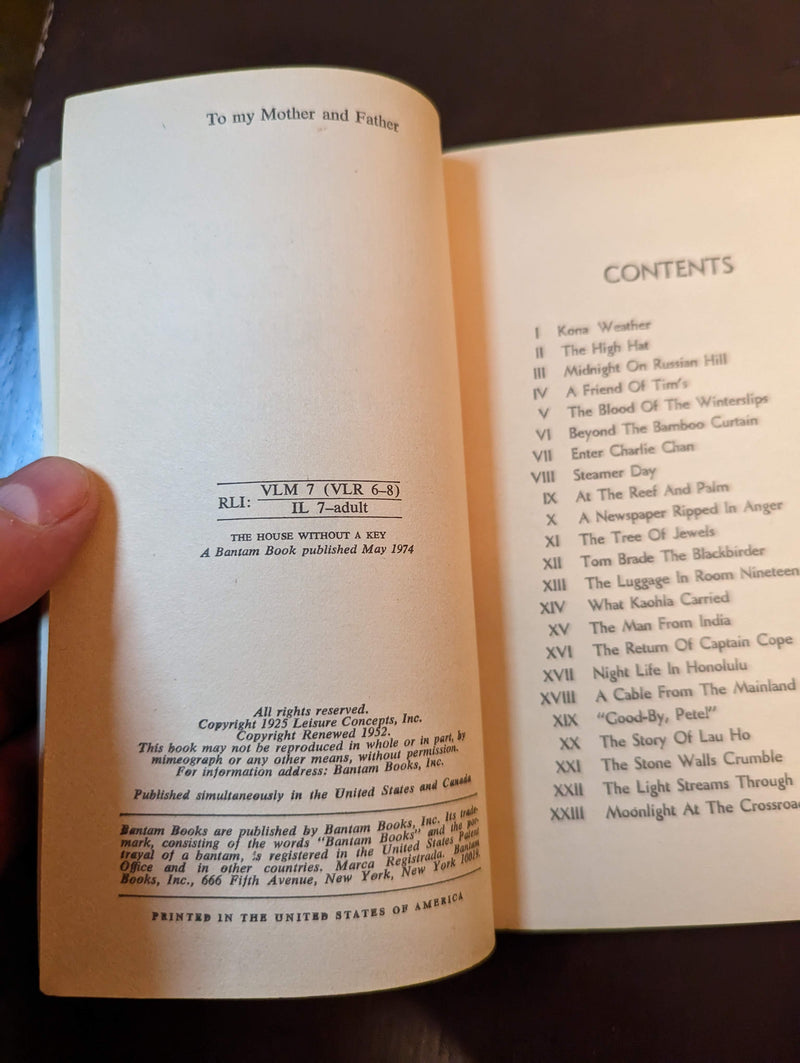 To my Mother and Father
RLI: VLM 7 (VLR 6–8)
IL 7–adult
THE HOUSE WITHOUT A KEY
A Bantam Book published May 1974
All rights reserved.
Copyright 1925 Leisure Concepts, Inc.
Copyright Renewed 1952.
This book may not be reproduced in whole or in part, by
mimeograph or any other means, without permission.
For information address: Bantam Books, Inc.
Published simultaneously in the United States and Canada
Bantam Books are published by Bantam Books, Inc. Its trade-
mark, consisting of the words "Bantam Books" and the por-
trayal of a bantam, is registered in the United States Patent
Office and in other countries. Marca Registrada. Bantam
Books, Inc., 666 Fifth Avenue, New York, New York 10019.
PRINTED IN THE UNITED STATES OF AMERICA
CONTENTS
I Kona Weather
II The High Hat
III Midnight On Russian Hill
IV A Friend Of Tim's
V The Blood Of The Winterslips
VI Beyond The Bamboo Curtain
VII Enter Charlie Chan
VIII Steamer Day
IX At The Reef And Palm
X A Newspaper Ripped In Anger
XI The Tree Of Jewels
XII Tom Brade The Blackbirder
XIII The Luggage In Room Nineteen
XIV What Kaohla Carried
XV The Man From India
XVI The Return Of Captain Cope
XVII Night Life In Honolulu
XVIII A Cable From The Mainland
XIX "Good-By, Pete!"
XX The Story Of Lau Ho
XXI The Stone Walls Crumble
XXII The Light Streams Through
XXIII Moonlight At The Crossroa